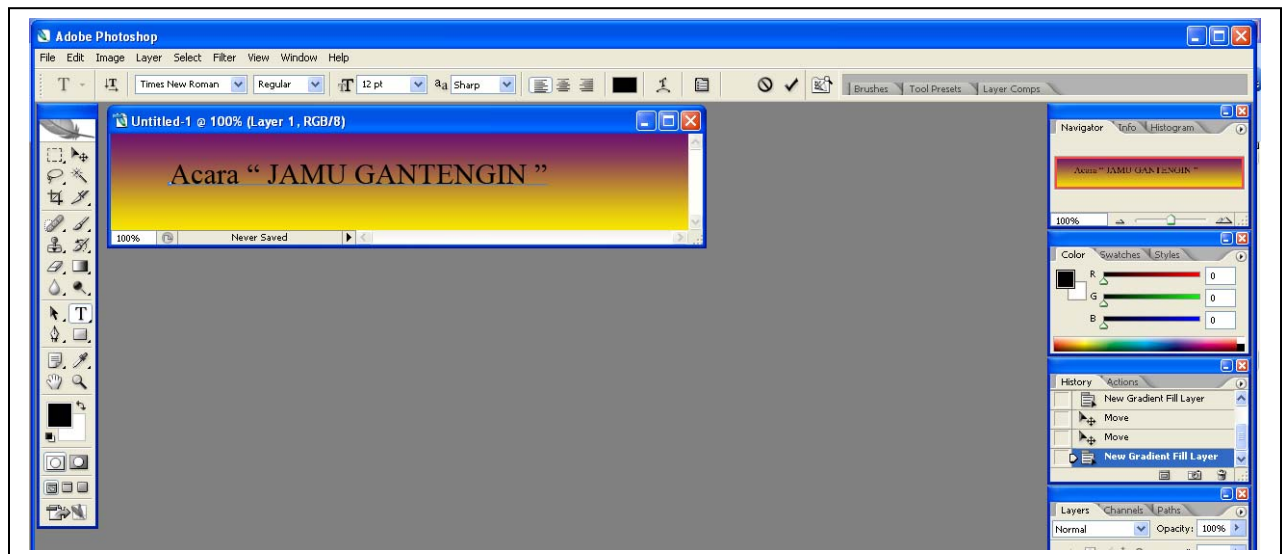 Adobe Photoshop
File Edit Image Layer Select Filter View Window Help
T Times New Roman Regular 12 pt aa Sharp Brushes Tool Presets Layer Comps
Untitled-1 @ 100% (Layer 1, RGB/8)
Acara “ JAMU GANTENGIN ”
100% Never Saved
Navigator Info Histogram
Acara “ JAMU GANTENGIN ”
100%
Color Swatches Styles
R 0
G 0
B 0
History Actions
New Gradient Fill Layer
Move
Move
New Gradient Fill Layer
Layers Channels Paths
Normal Opacity: 100%